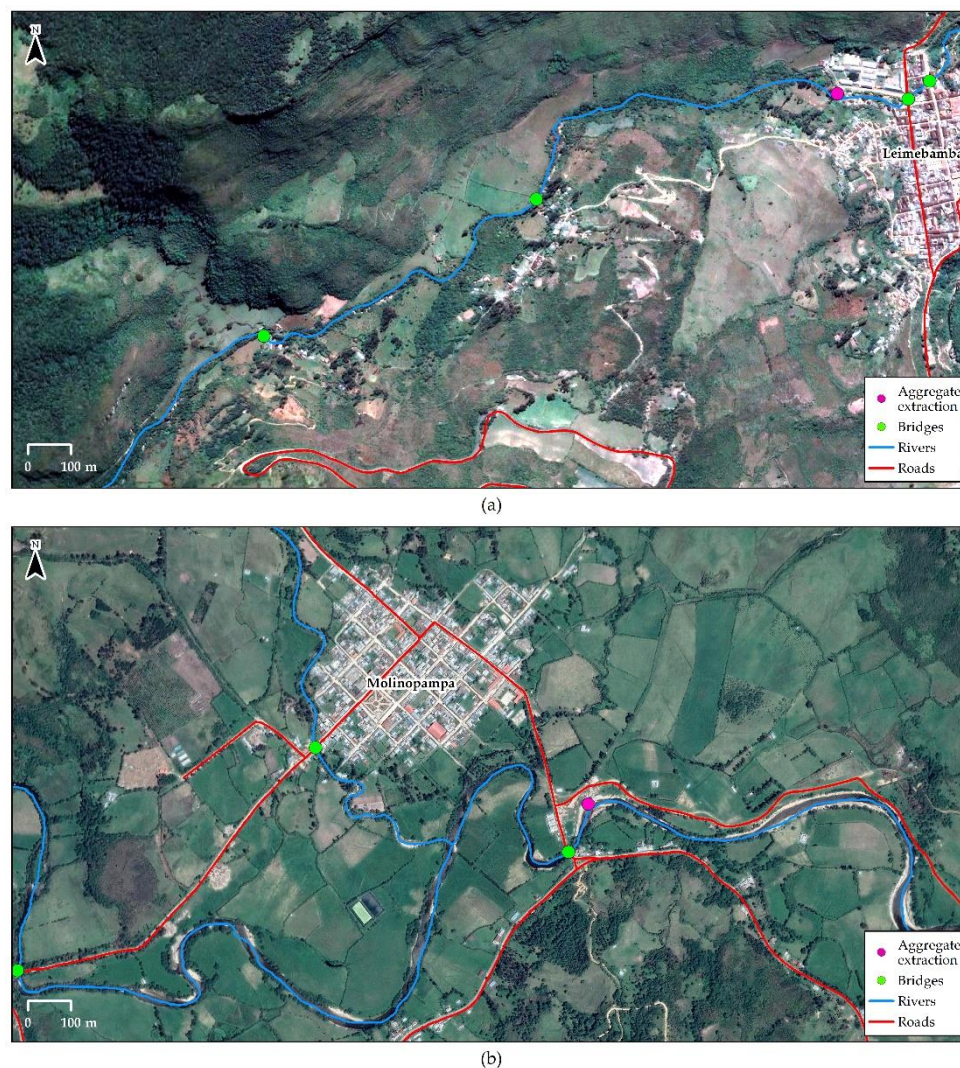 N
Leimebamba
Aggregate
extraction
Bridges
Rivers
Roads
0 100 m
(a)
N
Molinopampa
Aggregate
extraction
Bridges
Rivers
Roads
0 100 m
(b)